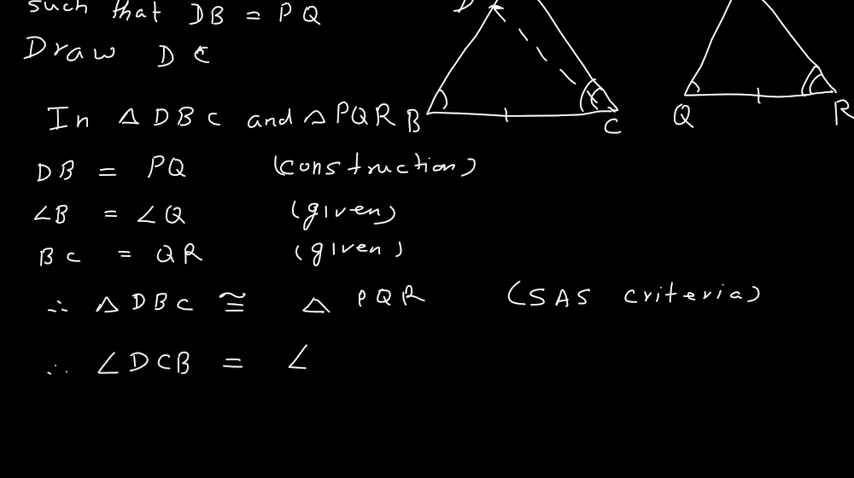 such that DB = PQ
Draw DC
In △DBC and △PQR
DB = PQ (construction)
∠B = ∠Q (given)
BC = QR (given)
∴ △DBC ≅ △PQR (SAS criteria)
∴ ∠DCB = ∠
D
B
C
Q
R